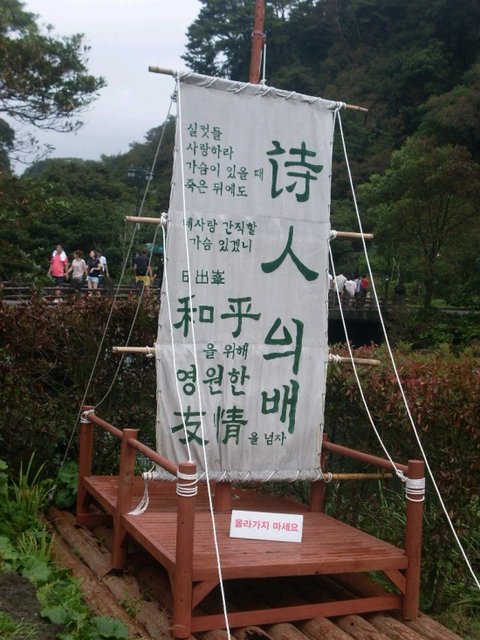 詩人의배
실컷들
사랑하라
가슴이 있을 때
죽은 뒤에도
네사랑 간직할
가슴 있겠니
日出峯
和平
을 위해
영원한
友情을 넘자
올라가지 마세요